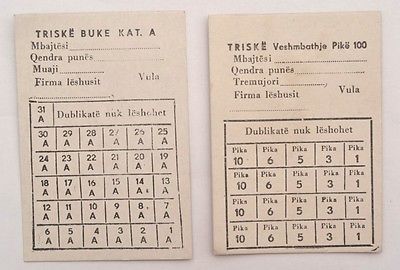 TRISKË BUKE KAT. A
Mbajtësi
Qendra punës
Muaji
Firma lëshusit Vula
31 A Dublikatë nuk lëshohet
30 29 28 27 26 25
A A A A A A
24 23 22 21 20 19
A A A A A A
18 17 16 15 14 13
A A A A A A
12 11 10 9 8 7
A A A A A A
6 5 4 3 2 1
A A A A A A
TRISKË Veshmbathje Pikë 100
Mbajtësi
Qendra punës
Tremujori
Firma lëshusit Vula
Dublikatë nuk lëshohet
Pika Pika Pika Pika Pika
10 6 5 3 1
Pika Pika Pika Pika Pika
10 6 5 3 1
Pika Pika Pika Pika Pika
10 6 5 3 1
Pika Pika Pika Pika Pika
10 6 5 3 1